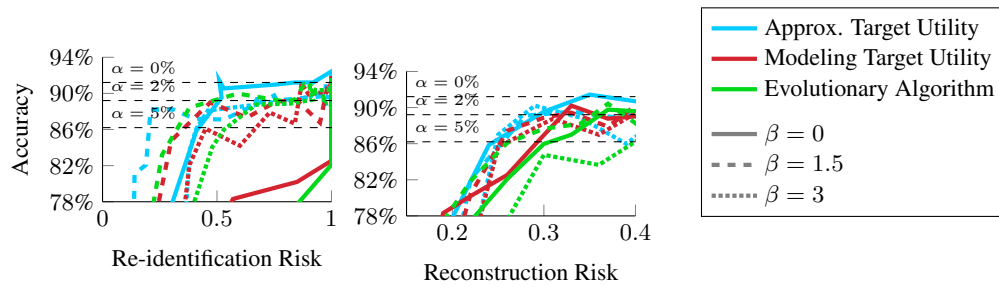 94%
90%
86%
82%
78%
Accuracy
α = 0%
α = 2%
α = 5%
0
0.5
1
Re-identification Risk
94%
90%
86%
82%
78%
α = 0%
α = 2%
α = 5%
0.2
0.3
0.4
Reconstruction Risk
Approx. Target Utility
Modeling Target Utility
Evolutionary Algorithm
β = 0
β = 1.5
β = 3